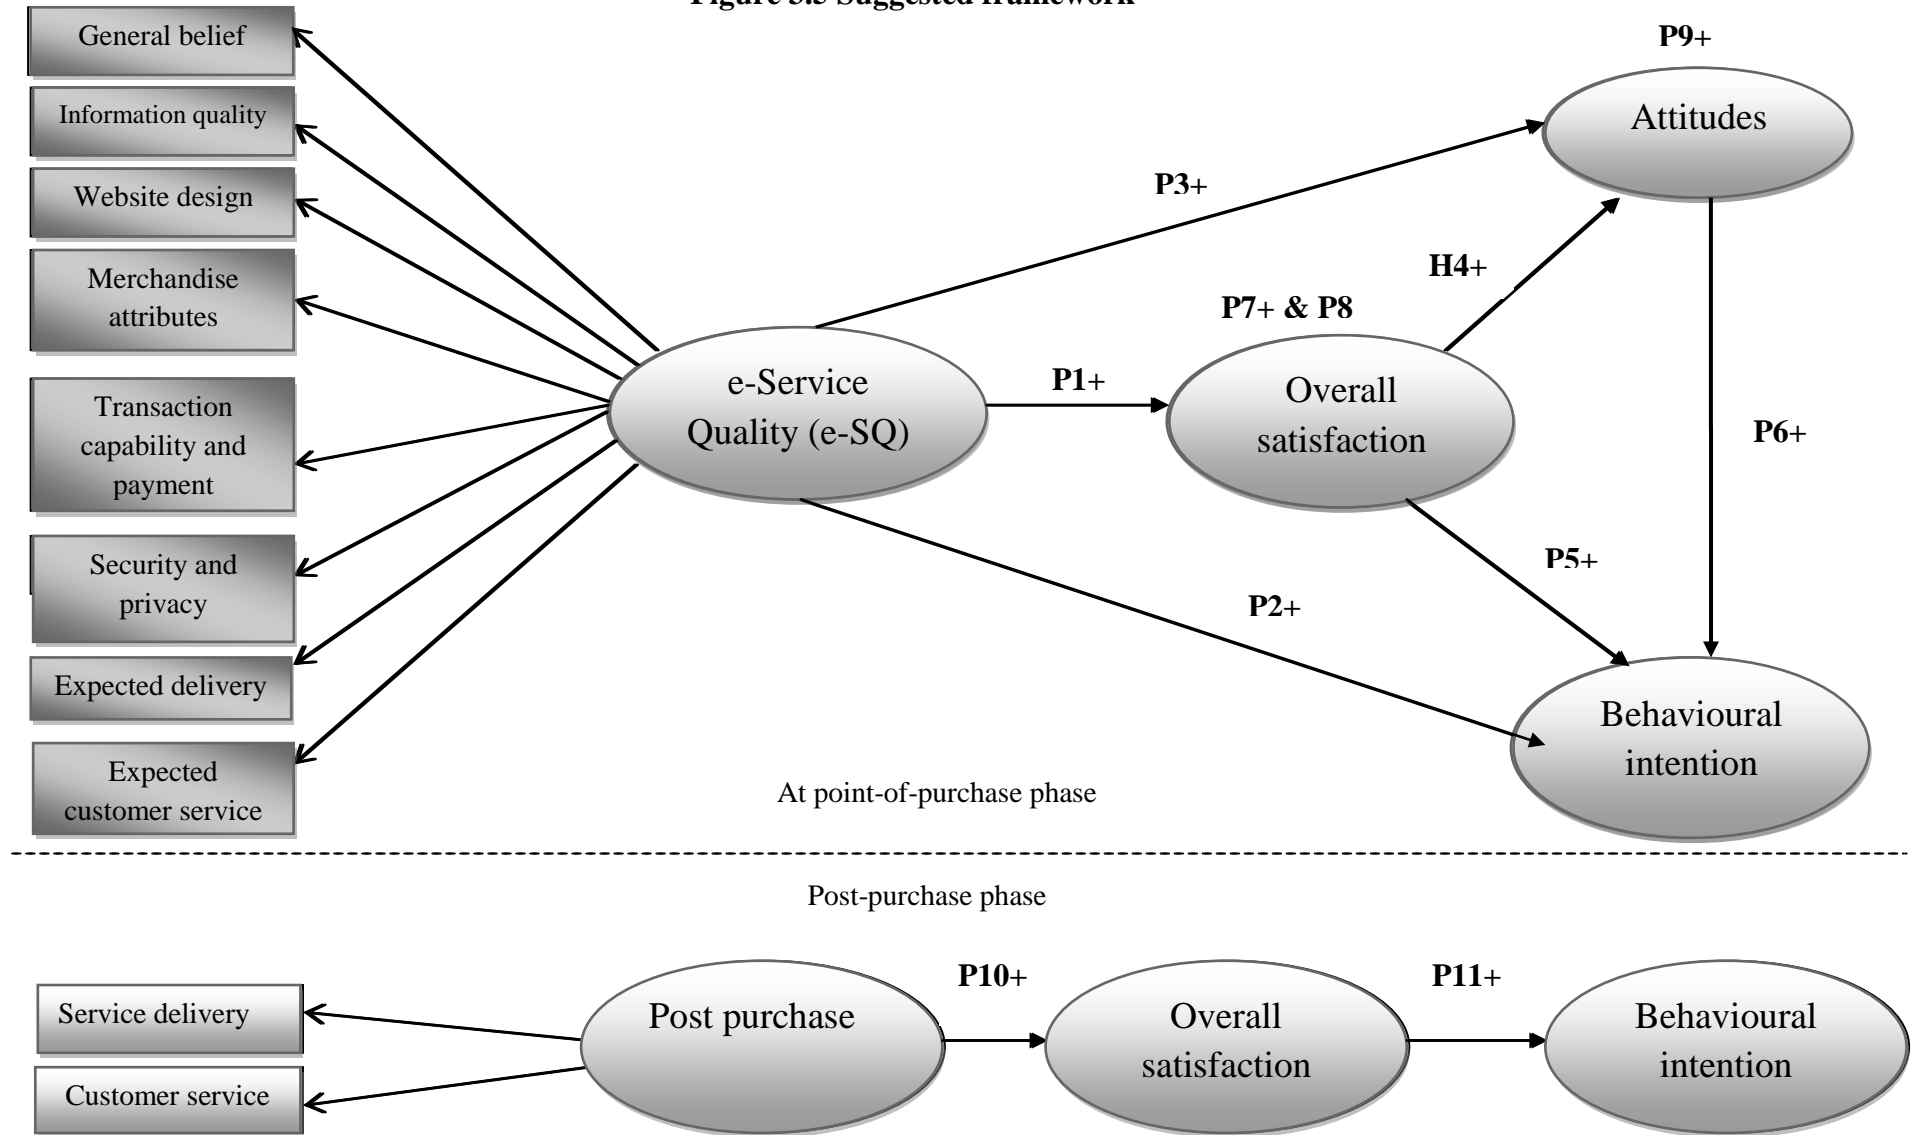 Figure 3.3 Suggested framework
General belief
P9+
Attitudes
Information quality
Website design
P3+
Merchandise
attributes
H4+
P7+ & P8
e-Service
Quality (e-SQ)
P1+
Overall
satisfaction
P6+
Transaction
capability and
payment
Security and
privacy
P5+
P2+
Expected delivery
Behavioural
intention
Expected
customer service
At point-of-purchase phase
Post-purchase phase
Service delivery
Customer service
Post purchase
P10+
Overall
satisfaction
P11+
Behavioural
intention